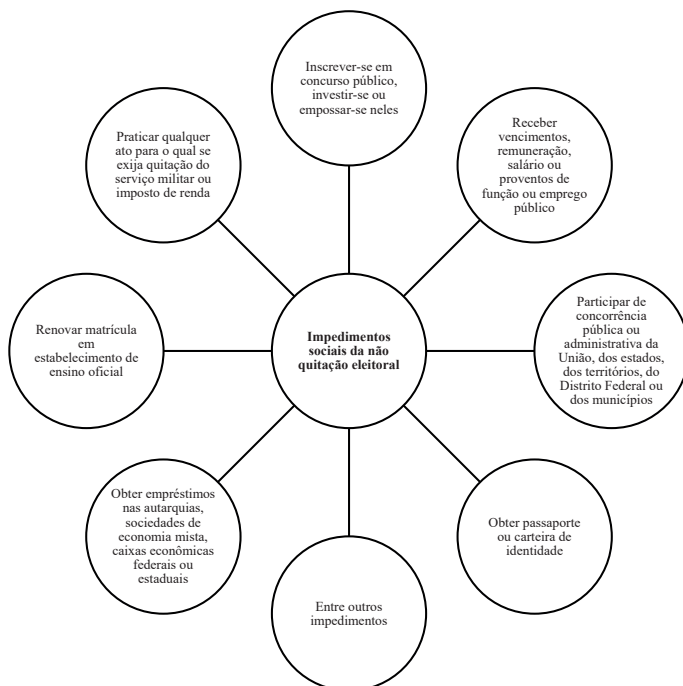 Inscrever-se em
concurso público,
investir-se ou
empossar-se neles
Receber
vencimentos,
remuneração,
salário ou
proventos de
função ou emprego
público
Participar de
concorrência
pública ou
administrativa da
União, dos estados,
dos territórios, do
Distrito Federal ou
dos municípios
Obter passaporte
ou carteira de
identidade
Entre outros
impedimentos
Obter empréstimos
nas autarquias,
sociedades de
economia mista,
caixas econômicas
federais ou
estaduais
Renovar matrícula
em
estabelecimento de
ensino oficial
Praticar qualquer
ato para o qual se
exija quitação do
serviço militar ou
imposto de renda
Impedimentos
sociais da não
quitação eleitoral